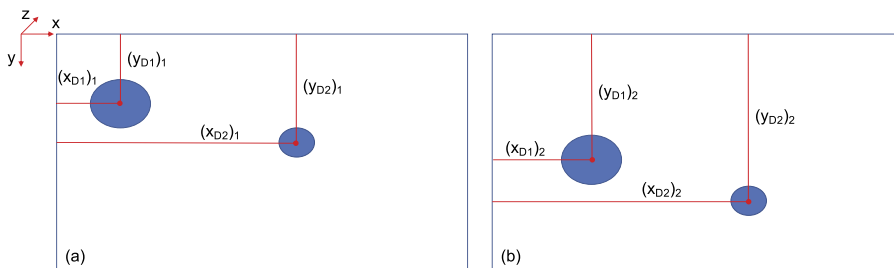 z
x
y
(x_D1)_1
(y_D1)_1
(x_D2)_1
(y_D2)_1
(a)
(x_D1)_2
(y_D1)_2
(x_D2)_2
(y_D2)_2
(b)